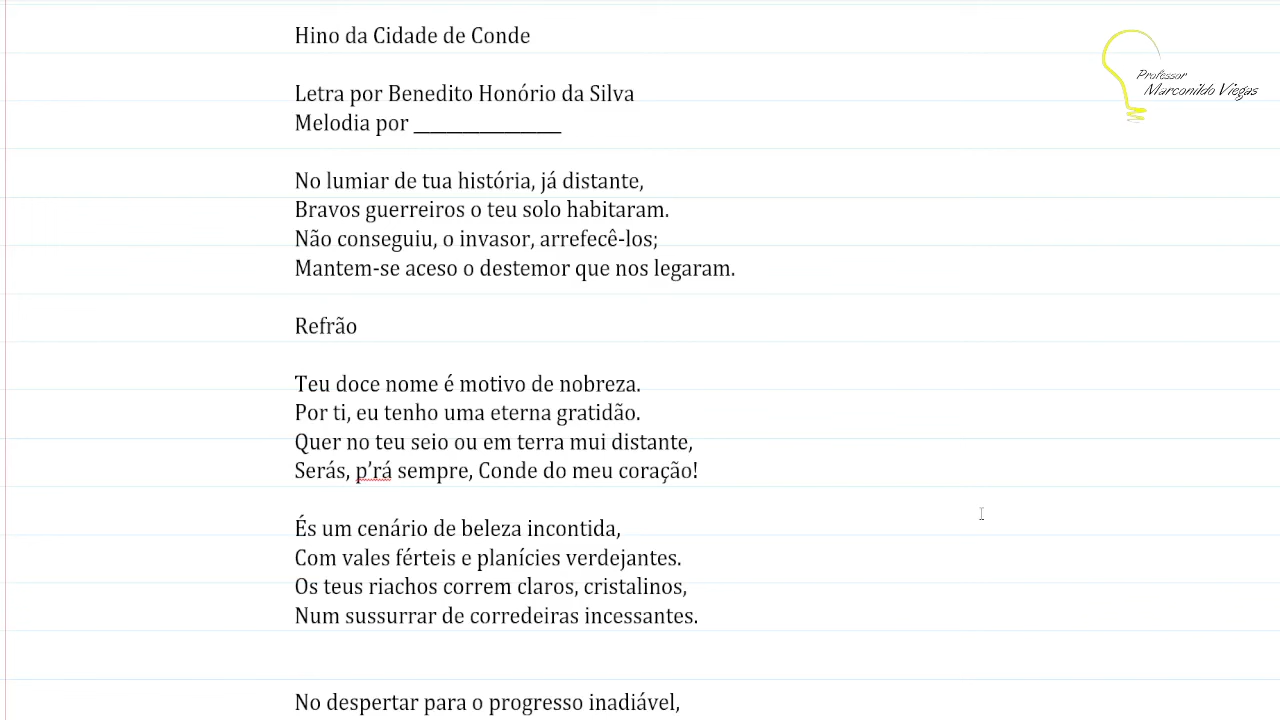 Hino da Cidade de Conde
Professor
Marconildo Viegas
Letra por Benedito Honório da Silva
Melodia por _________________
No lumiar de tua história, já distante,
Bravos guerreiros o teu solo habitaram.
Não conseguiu, o invasor, arrefecê-los;
Mantem-se aceso o destemor que nos legaram.
Refrão
Teu doce nome é motivo de nobreza.
Por ti, eu tenho uma eterna gratidão.
Quer no teu seio ou em terra mui distante,
Serás, p’rá sempre, Conde do meu coração!
És um cenário de beleza incontida,
Com vales férteis e planícies verdejantes.
Os teus riachos correm claros, cristalinos,
Num sussurrar de corredeiras incessantes.
No despertar para o progresso inadiável,